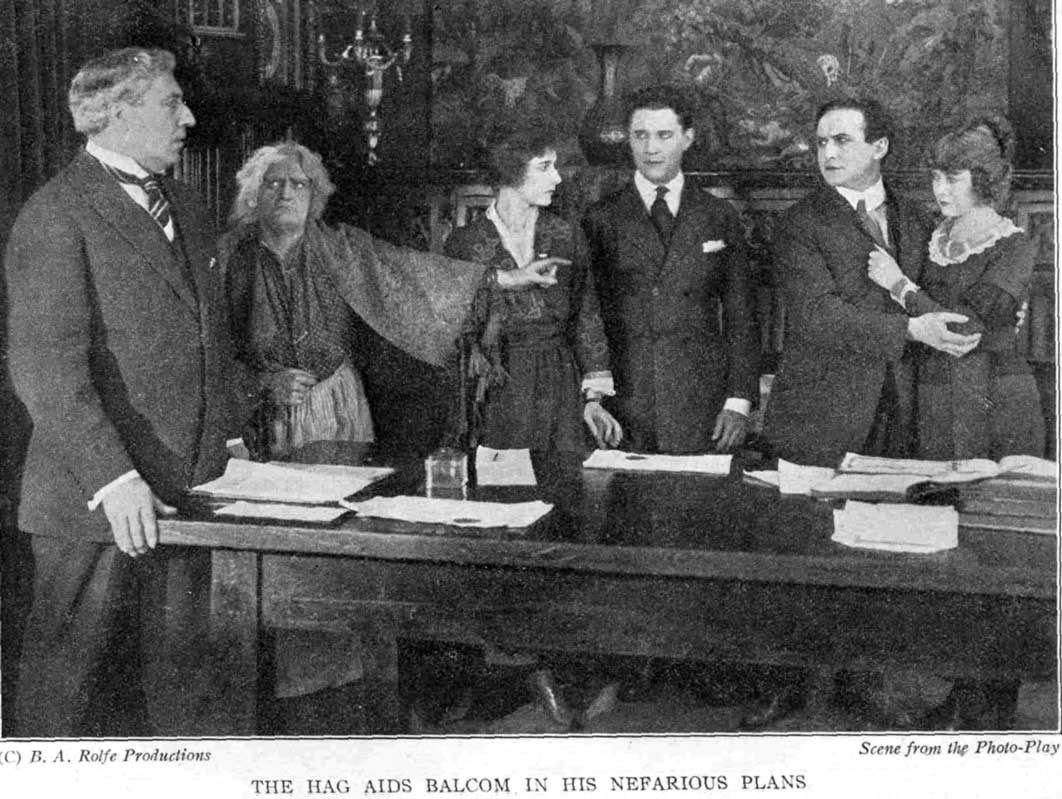 (C) B. A. Rolfe Productions
Scene from the Photo-Play
THE HAG AIDS BALCOM IN HIS NEFARIOUS PLANS